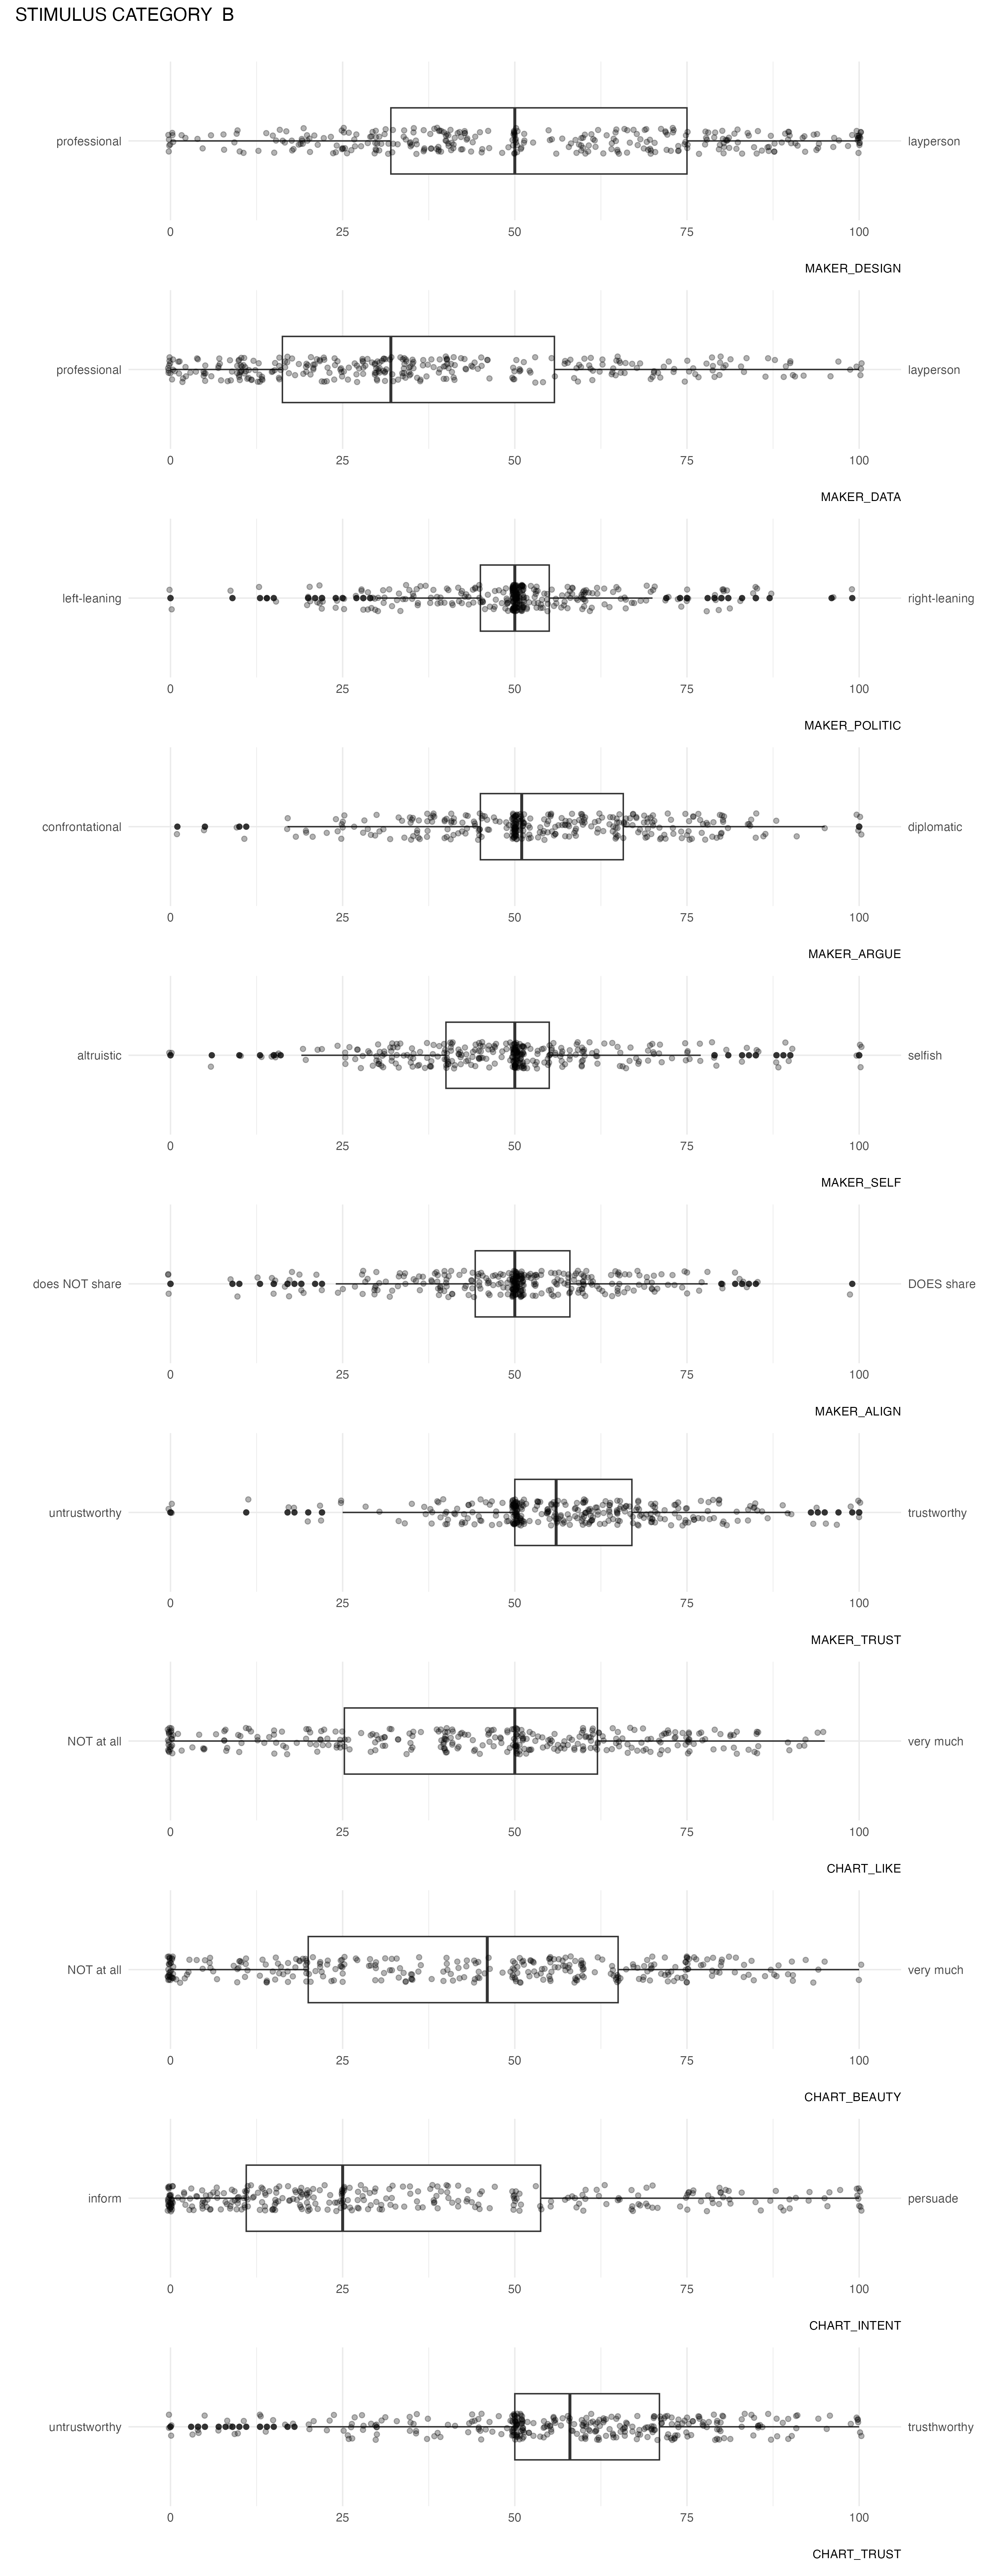 STIMULUS CATEGORY  B
professional layperson
0 25 50 75 100
MAKER_DESIGN
professional layperson
0 25 50 75 100
MAKER_DATA
left-leaning right-leaning
0 25 50 75 100
MAKER_POLITIC
confrontational diplomatic
0 25 50 75 100
MAKER_ARGUE
altruistic selfish
0 25 50 75 100
MAKER_SELF
does NOT share DOES share
0 25 50 75 100
MAKER_ALIGN
untrustworthy trustworthy
0 25 50 75 100
MAKER_TRUST
NOT at all very much
0 25 50 75 100
CHART_LIKE
NOT at all very much
0 25 50 75 100
CHART_BEAUTY
inform persuade
0 25 50 75 100
CHART_INTENT
untrustworthy trusthworthy
0 25 50 75 100
CHART_TRUST